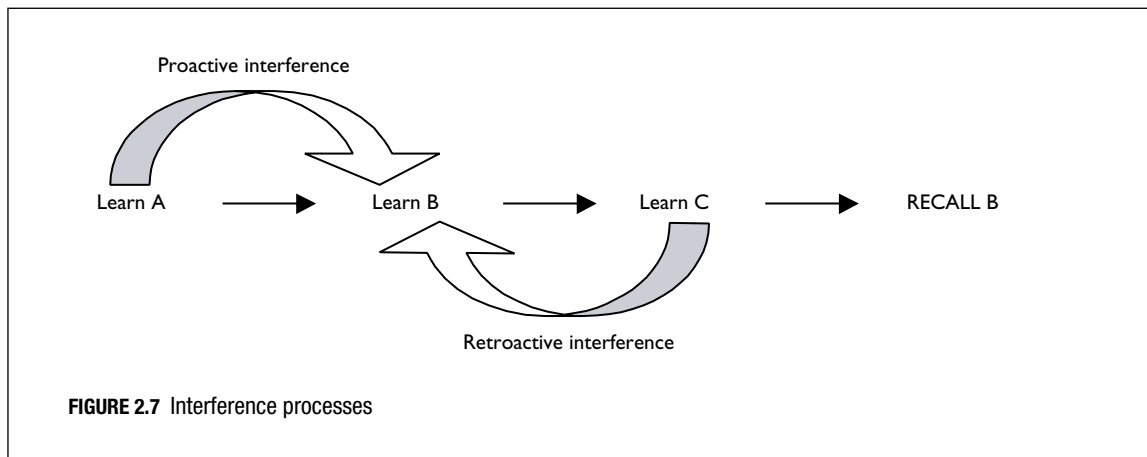 Proactive interference
Learn A Learn B Learn C RECALL B
Retroactive interference
FIGURE 2.7 Interference processes